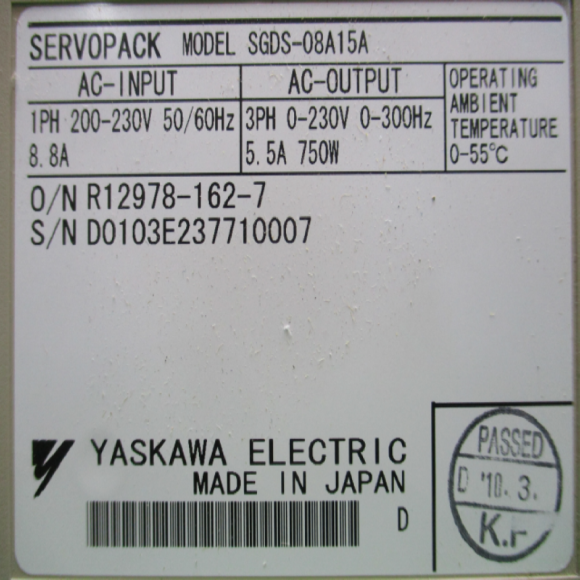 SERVOPACK MODEL SGDS-08A15A
AC-INPUT
1PH 200-230V 50/60Hz
8.8A
AC-OUTPUT
3PH 0-230V 0-300Hz
5.5A 750W
OPERATING
AMBIENT
TEMPERATURE
0-55℃
O/N R12978-162-7
S/N D0103E237710007
YASKAWA ELECTRIC
MADE IN JAPAN
D
PASSED
D '10.3.